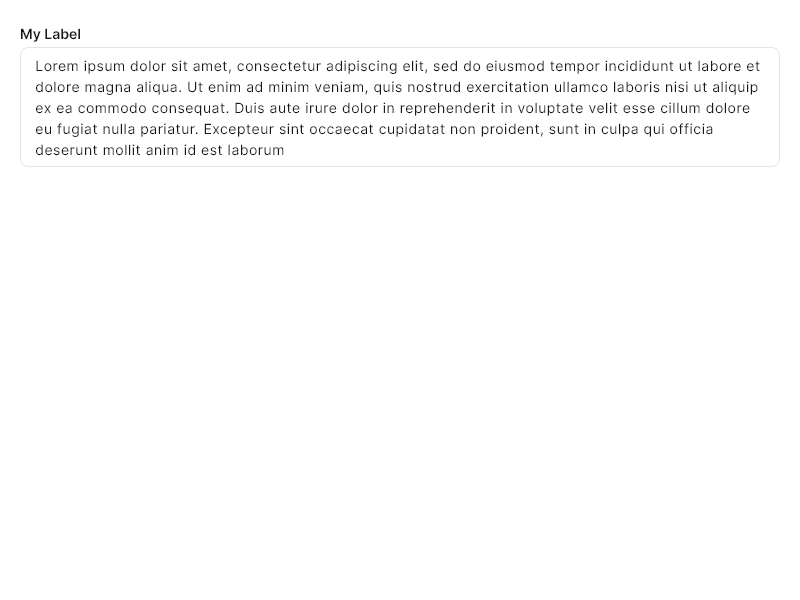 My Label
Lorem ipsum dolor sit amet, consectetur adipiscing elit, sed do eiusmod tempor incididunt ut labore et
dolore magna aliqua. Ut enim ad minim veniam, quis nostrud exercitation ullamco laboris nisi ut aliquip
ex ea commodo consequat. Duis aute irure dolor in reprehenderit in voluptate velit esse cillum dolore
eu fugiat nulla pariatur. Excepteur sint occaecat cupidatat non proident, sunt in culpa qui officia
deserunt mollit anim id est laborum